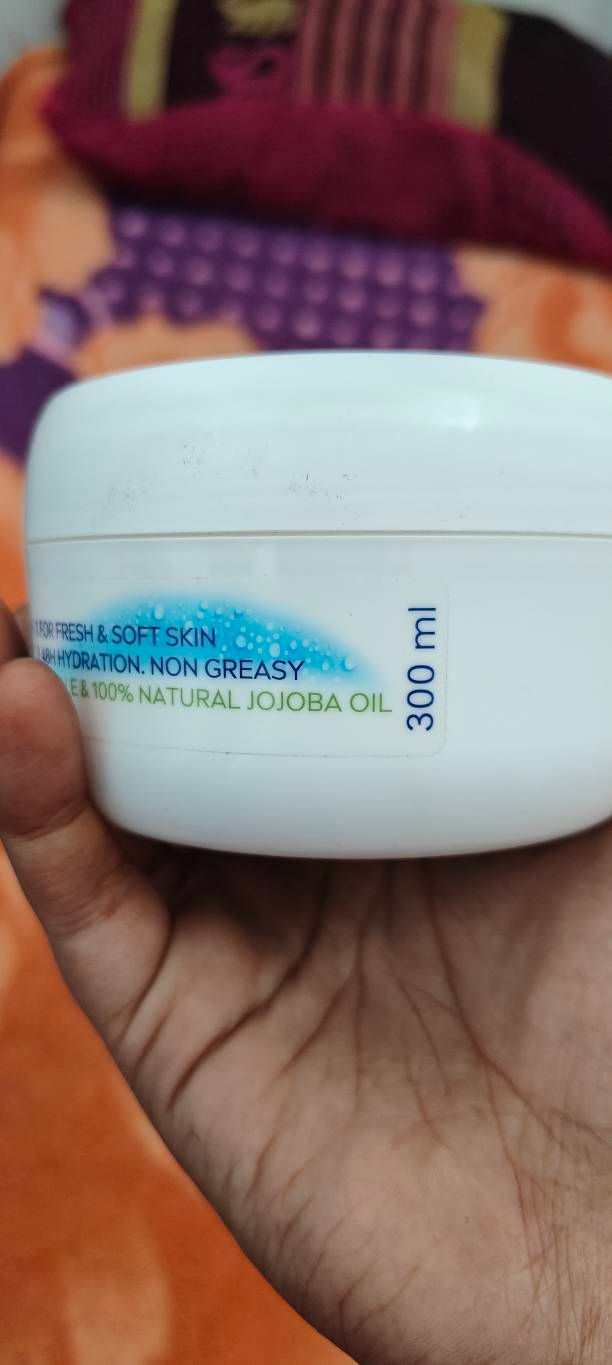 FOR FRESH & SOFT SKIN
48H HYDRATION. NON GREASY
E & 100% NATURAL JOJOBA OIL
300 ml